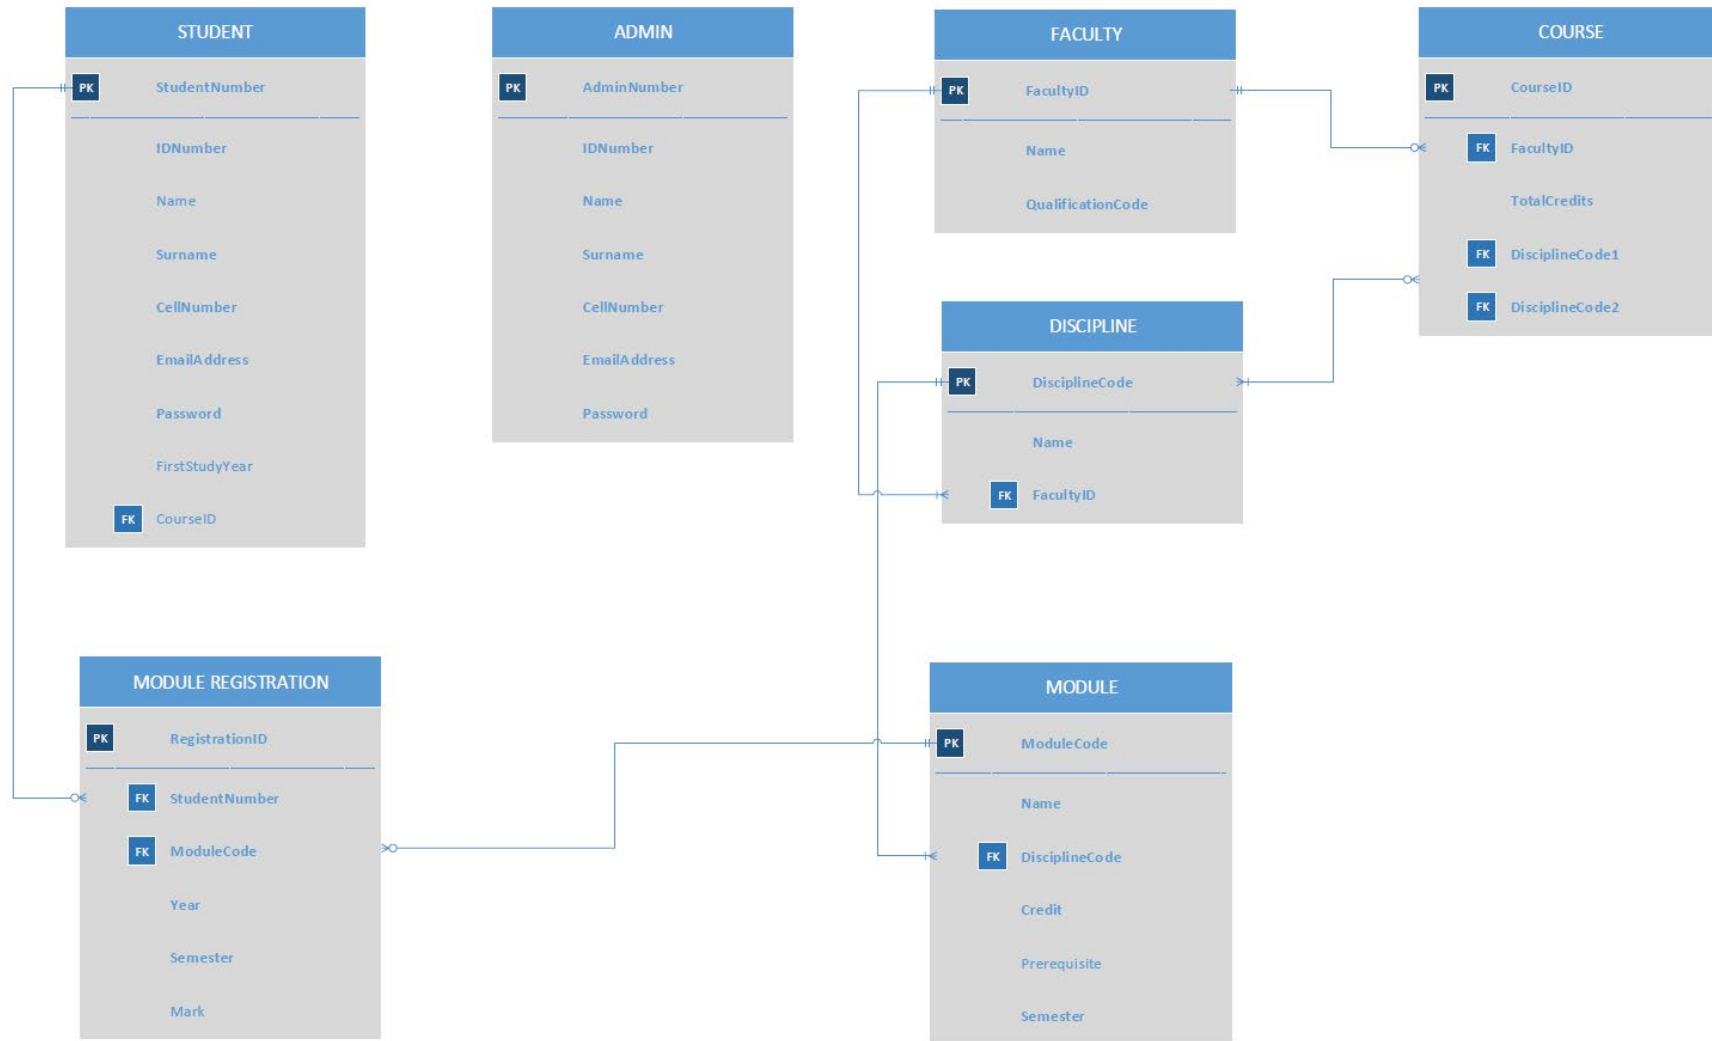 STUDENT
PK StudentNumber
IDNumber
Name
Surname
CellNumber
EmailAddress
Password
FirstStudyYear
FK CourseID
ADMIN
PK AdminNumber
IDNumber
Name
Surname
CellNumber
EmailAddress
Password
FACULTY
PK FacultyID
Name
QualificationCode
COURSE
PK CourseID
FK FacultyID
TotalCredits
FK DisciplineCode1
FK DisciplineCode2
DISCIPLINE
PK DisciplineCode
Name
FK FacultyID
MODULE REGISTRATION
PK RegistrationID
FK StudentNumber
FK ModuleCode
Year
Semester
Mark
MODULE
PK ModuleCode
Name
FK DisciplineCode
Credit
Prerequisite
Semester